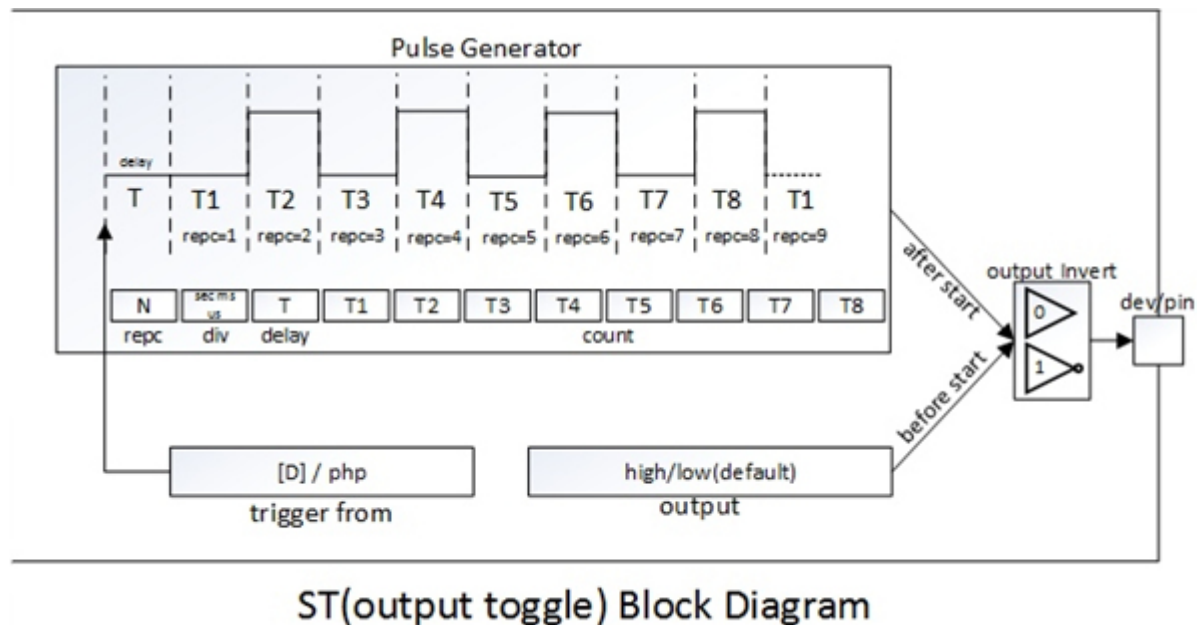 Pulse Generator
delay
T T1 T2 T3 T4 T5 T6 T7 T8 T1
repc=1 repc=2 repc=3 repc=4 repc=5 repc=6 repc=7 repc=8 repc=9
N sec ms us T T1 T2 T3 T4 T5 T6 T7 T8
repc div delay count
after start
before start
output Invert
0
1
dev/pin
[D] / php
trigger from
high/low(default)
output
ST(output toggle) Block Diagram